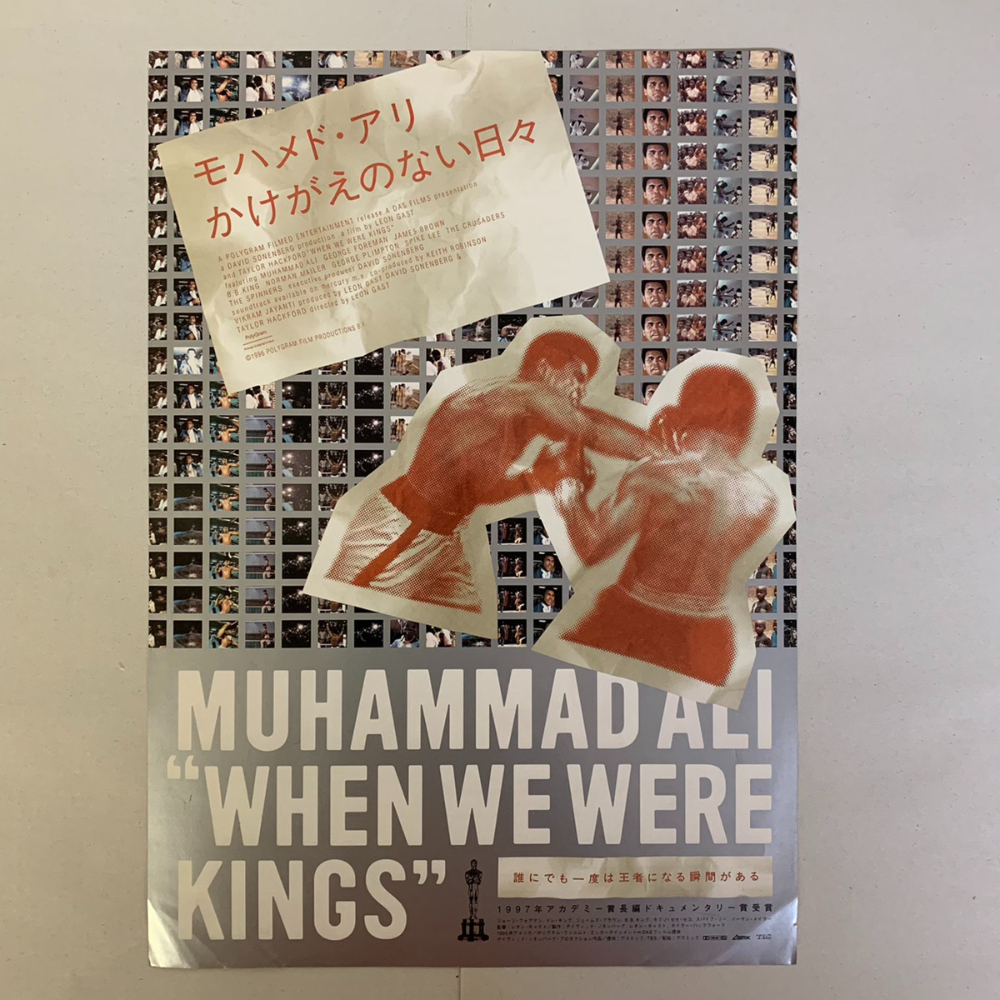 モハメド・アリ
かけがえのない日々
A POLYGRAM FILMED ENTERTAINMENT release A DAS FILMS presentation
a DAVID SONENBERG production a film by LEON GAST
and TAYLOR HACKFORD "WHEN WE WERE KINGS"
featuring MUHAMMAD ALI GEORGE FOREMAN JAMES BROWN
B B KING NORMAN MAILER GEORGE PLIMPTON SPIKE LEE THE CRUSADERS
THE SPINNERS executive producer DAVID SONENBERG
soundtrack available on mercury co-produced by KEITH ROBINSON
VIKRAM JAYANTI produced by LEON GAST DAVID SONENBERG &
TAYLOR HACKFORD directed by LEON GAST
PolyGram
©1996 POLYGRAM FILM PRODUCTIONS
MUHAMMAD ALI
“WHEN WE WERE
KINGS”
誰にでも一度は王者になる瞬間がある
1997年アカデミー賞長編ドキュメンタリー賞受賞